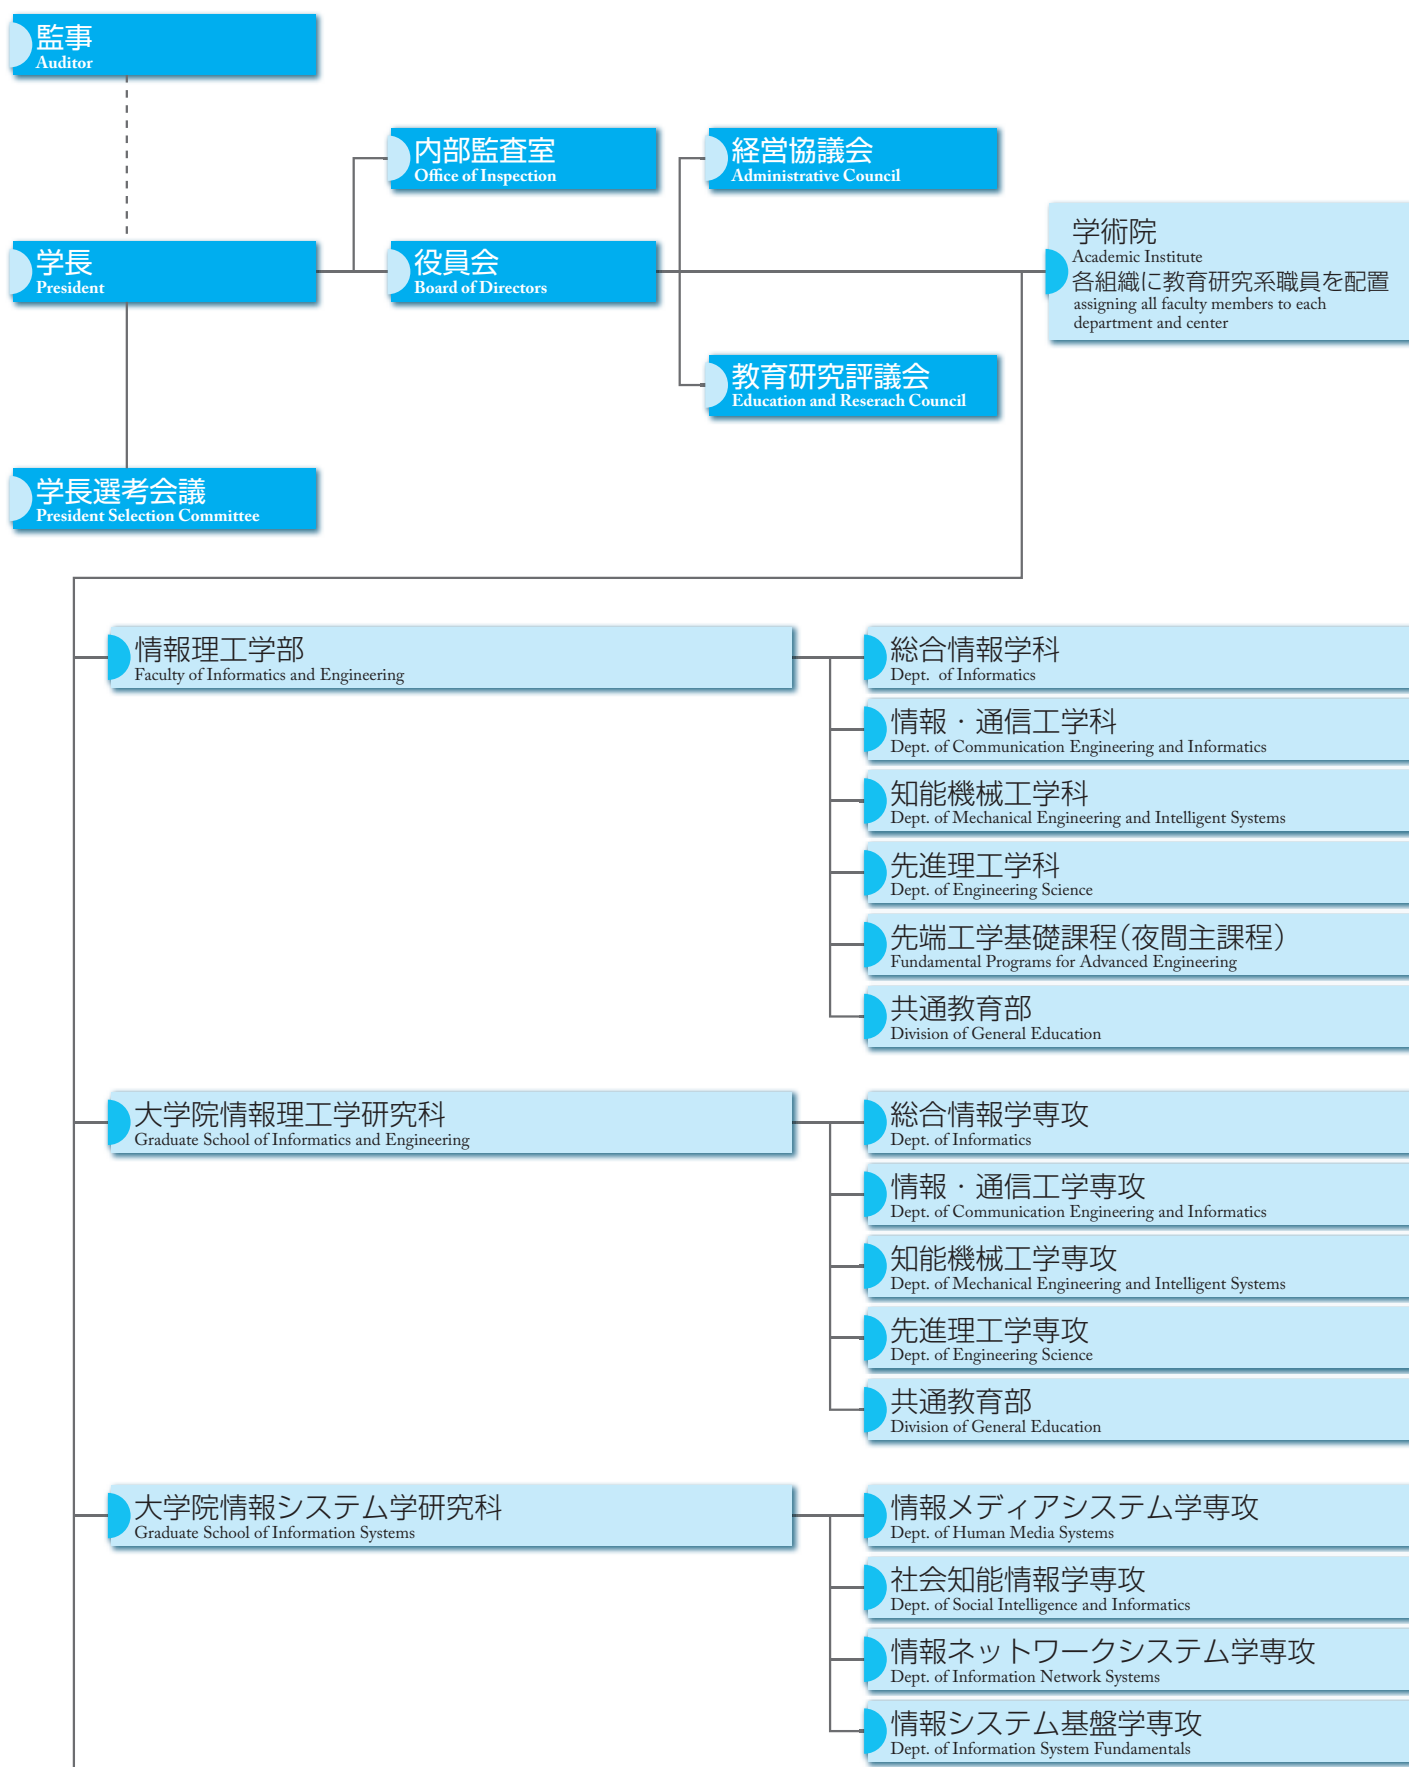 監事
Auditor
内部監査室
Office of Inspection
経営協議会
Administrative Council
学術院
Academic Institute
各組織に教育研究系職員を配置
assigning all faculty members to each
department and center
学長
President
役員会
Board of Directors
教育研究評議会
Education and Reserach Council
学長選考会議
President Selection Committee
情報理工学部
Faculty of Informatics and Engineering
総合情報学科
Dept. of Informatics
情報・通信工学科
Dept. of Communication Engineering and Informatics
知能機械工学科
Dept. of Mechanical Engineering and Intelligent Systems
先進理工学科
Dept. of Engineering Science
先端工学基礎課程(夜間主課程)
Fundamental Programs for Advanced Engineering
共通教育部
Division of General Education
大学院情報理工学研究科
Graduate School of Informatics and Engineering
総合情報学専攻
Dept. of Informatics
情報・通信工学専攻
Dept. of Communication Engineering and Informatics
知能機械工学専攻
Dept. of Mechanical Engineering and Intelligent Systems
先進理工学専攻
Dept. of Engineering Science
共通教育部
Division of General Education
大学院情報システム学研究科
Graduate School of Information Systems
情報メディアシステム学専攻
Dept. of Human Media Systems
社会知能情報学専攻
Dept. of Social Intelligence and Informatics
情報ネットワークシステム学専攻
Dept. of Information Network Systems
情報システム基盤学専攻
Dept. of Information System Fundamentals